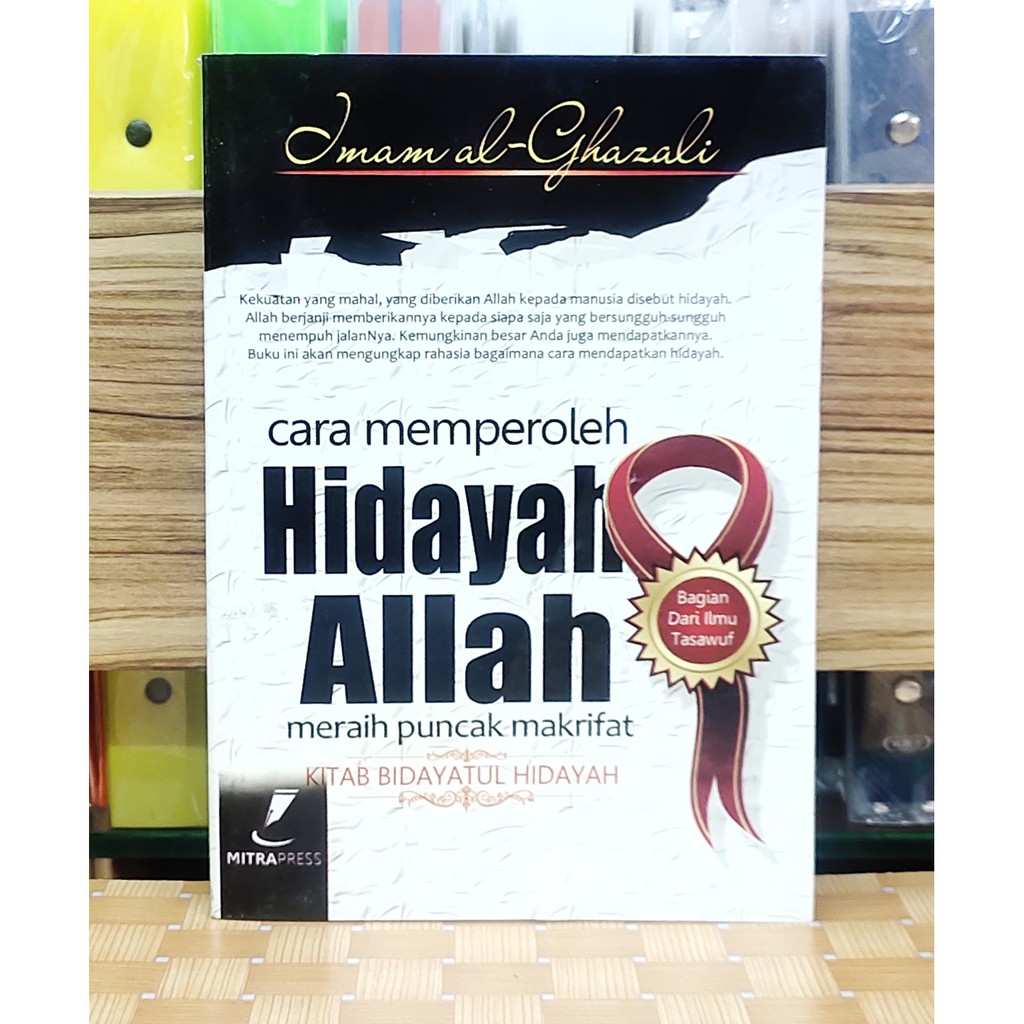 Imam al-Ghazali
Kekuatan yang mahal, yang diberikan Allah kepada manusia disebut hidayah.
Allah berjanji memberikannya kepada siapa saja yang bersungguh-sungguh
menempuh jalanNya. Kemungkinan besar Anda juga mendapatkannya.
Buku ini akan mengungkap rahasia bagaimana cara mendapatkan hidayah.
cara memperoleh
Hidayah
Allah
Bagian
Dari Ilmu
Tasawuf
meraih puncak makrifat
KITAB BIDAYATUL HIDAYAH
MITRAPRESS